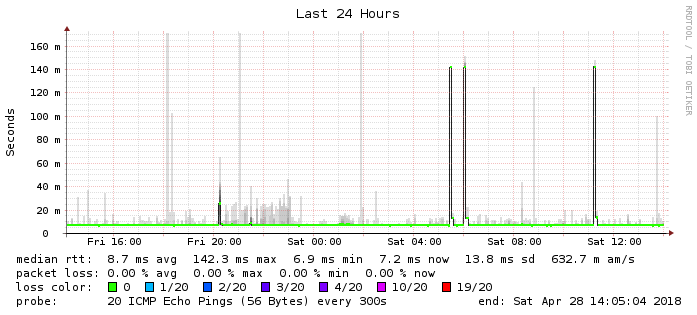 Last 24 Hours
RRDTOOL / TOBI OETIKER
Seconds
160 m
140 m
120 m
100 m
80 m
60 m
40 m
20 m
0
Fri 16:00 Fri 20:00 Sat 00:00 Sat 04:00 Sat 08:00 Sat 12:00
median rtt: 8.7 ms avg 142.3 ms max 6.9 ms min 7.2 ms now 13.8 ms sd 632.7 m am/s
packet loss: 0.00 % avg 0.00 % max 0.00 % min 0.00 % now
loss color: 0 1/20 2/20 3/20 4/20 10/20 19/20
probe: 20 ICMP Echo Pings (56 Bytes) every 300s end: Sat Apr 28 14:05:04 2018